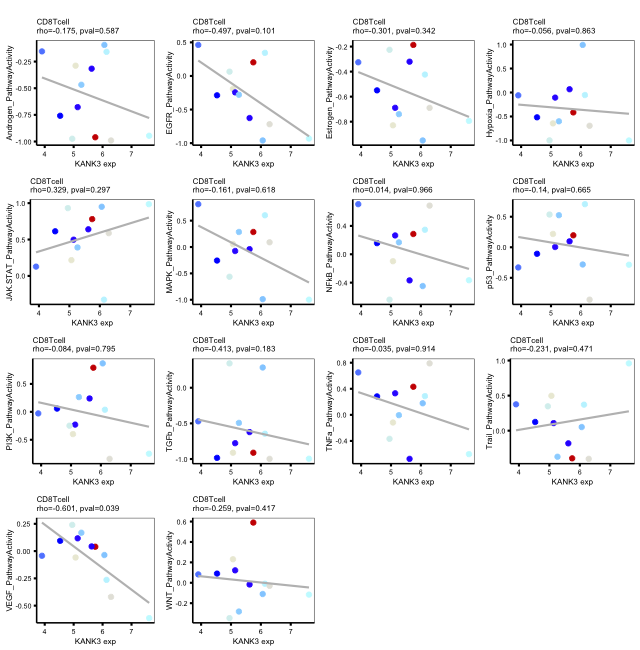 CD8Tcell
rho=-0.175, pval=0.587
Androgen_PathwayActivity
0.00
-0.25
-0.50
-0.75
-1.00
4 5 6 7
KANK3 exp
CD8Tcell
rho=-0.497, pval=0.101
EGFR_PathwayActivity
0.5
0.0
-0.5
-1.0
4 5 6 7
KANK3 exp
CD8Tcell
rho=-0.301, pval=0.342
Estrogen_PathwayActivity
-0.2
-0.4
-0.6
-0.8
4 5 6 7
KANK3 exp
CD8Tcell
rho=-0.056, pval=0.863
Hypoxia_PathwayActivity
1.0
0.5
0.0
-0.5
-1.0
4 5 6 7
KANK3 exp
CD8Tcell
rho=0.329, pval=0.297
JAK-STAT_PathwayActivity
1.0
0.5
0.0
4 5 6 7
KANK3 exp
CD8Tcell
rho=-0.161, pval=0.618
MAPK_PathwayActivity
0.5
0.0
-0.5
-1.0
4 5 6 7
KANK3 exp
CD8Tcell
rho=0.014, pval=0.966
NFkB_PathwayActivity
0.4
0.0
-0.4
4 5 6 7
KANK3 exp
CD8Tcell
rho=-0.14, pval=0.665
p53_PathwayActivity
0.5
0.0
-0.5
4 5 6 7
KANK3 exp
CD8Tcell
rho=-0.084, pval=0.795
PI3K_PathwayActivity
0.5
0.0
-0.5
4 5 6 7
KANK3 exp
CD8Tcell
rho=-0.413, pval=0.183
TGFb_PathwayActivity
0.0
-0.5
-1.0
4 5 6 7
KANK3 exp
CD8Tcell
rho=-0.035, pval=0.914
TNFa_PathwayActivity
0.8
0.4
0.0
-0.4
4 5 6 7
KANK3 exp
CD8Tcell
rho=-0.231, pval=0.471
Trail_PathwayActivity
1.0
0.5
0.0
4 5 6 7
KANK3 exp
CD8Tcell
rho=-0.601, pval=0.039
VEGF_PathwayActivity
0.25
0.00
-0.25
-0.50
4 5 6 7
KANK3 exp
CD8Tcell
rho=-0.259, pval=0.417
WNT_PathwayActivity
0.6
0.4
0.2
0.0
-0.2
4 5 6 7
KANK3 exp